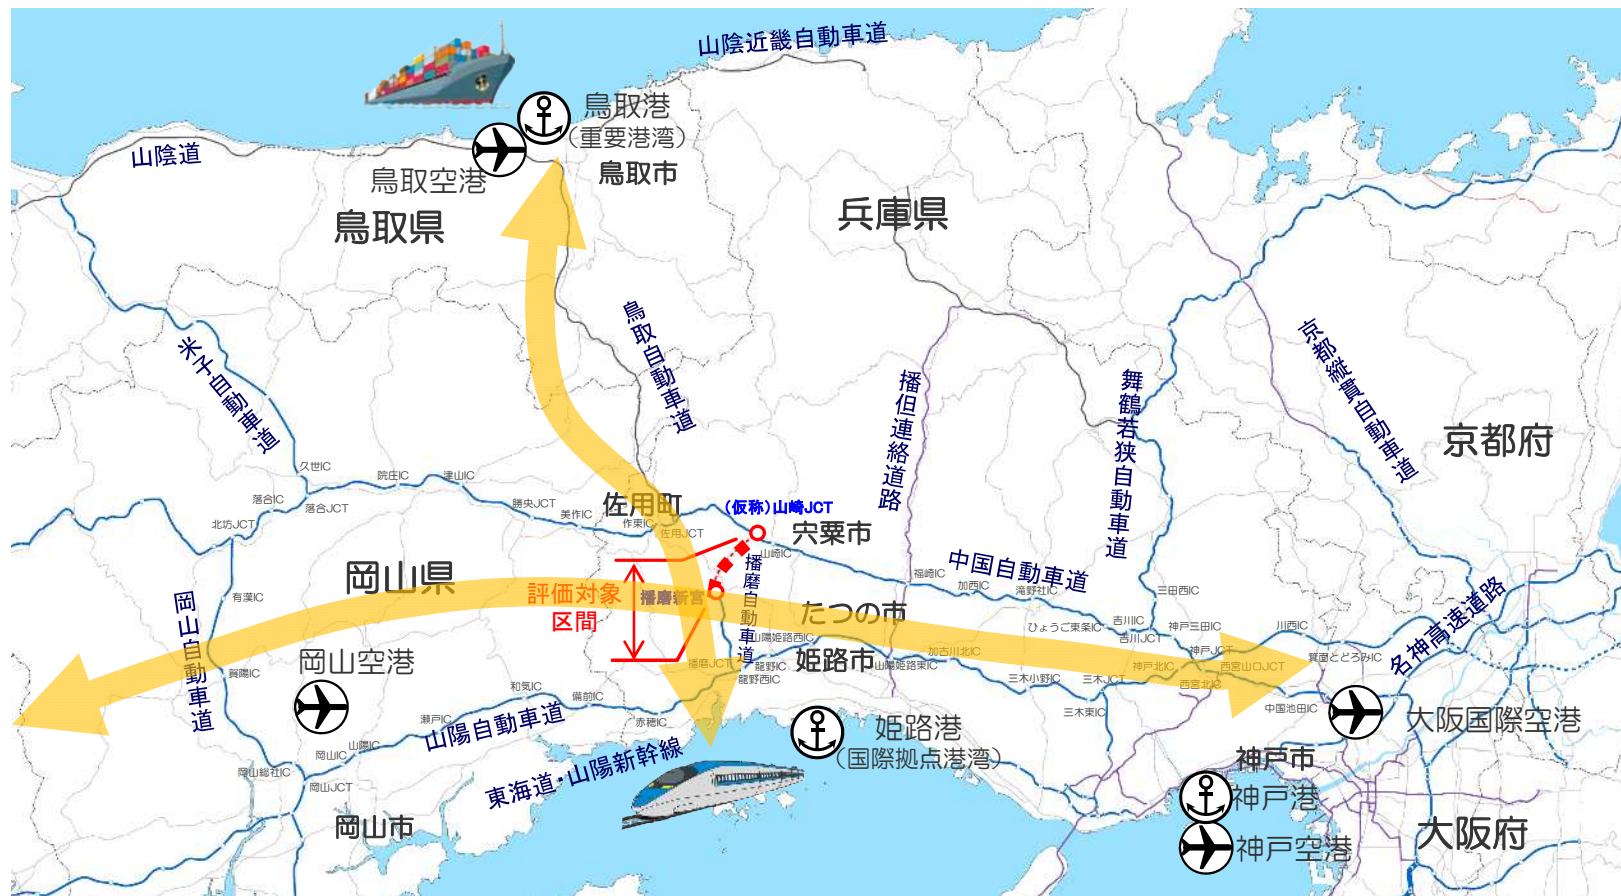 山陰近畿自動車道
鳥取港
(重要港湾)
山陰道
鳥取空港
鳥取市
鳥取県
兵庫県
米子自動車道
鳥取自動車道
播但連絡道路
舞鶴若狭自動車道
京都縦貫自動車道
京都府
久世IC
院庄IC
津山IC
落合IC
落合JCT
北坊JCT
勝央JCT
美作IC
佐用町
作東IC
佐用JCT
(仮称)山崎JCT
宍粟市
山崎IC
中国自動車道
福崎IC
加西IC
滝野社IC
ひょうご東条IC
吉川IC
吉川JCT
三田西IC
神戸三田IC
神戸JCT
川西IC
箕面とどろみIC
名神高速道路
岡山県
有漢IC
評価対象
区間
播磨新宮
播磨自動車道
たつの市
山陽姫路西IC
姫路市
加古川北IC
山陽姫路東IC
神戸北IC
西宮山口JCT
西宮北IC
三木小野IC
三木JCT
三木東IC
中国池田IC
岡山自動車道
賀陽IC
岡山空港
播磨JCT
龍野IC
龍野西IC
和気IC
備前IC
赤穂IC
瀬戸IC
山陽IC
岡山IC
山陽自動車道
岡山総社IC
岡山JCT
岡山市
東海道・山陽新幹線
姫路港
(国際拠点港湾)
大阪国際空港
神戸市
神戸港
神戸空港
大阪府